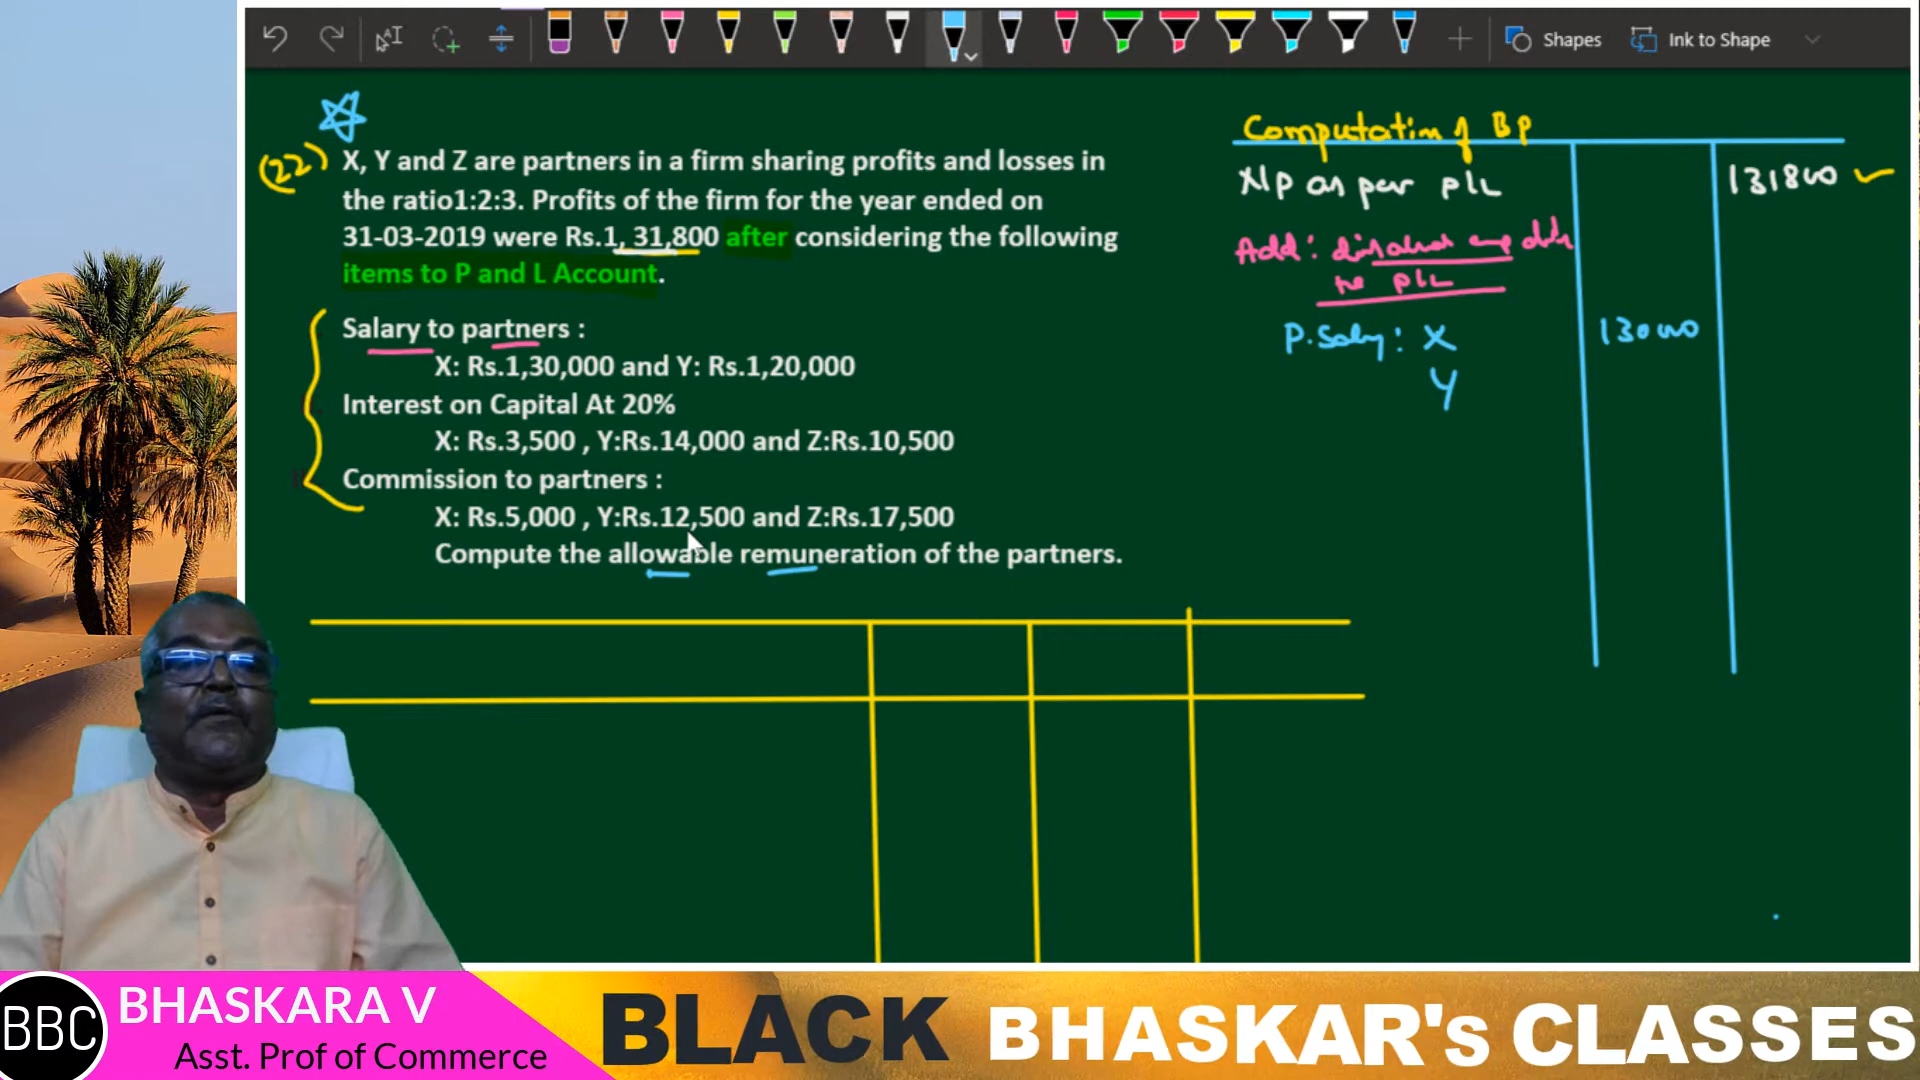 Shapes
Ink to Shape
(22) X, Y and Z are partners in a firm sharing profits and losses in
the ratio1:2:3. Profits of the firm for the year ended on
31-03-2019 were Rs.1, 31,800 after considering the following
items to P and L Account.
Salary to partners :
X: Rs.1,30,000 and Y: Rs.1,20,000
Interest on Capital At 20%
X: Rs.3,500 , Y:Rs.14,000 and Z:Rs.10,500
Commission to partners :
X: Rs.5,000 , Y:Rs.12,500 and Z:Rs.17,500
Compute the allowable remuneration of the partners.
Computation of BP
NP as per PLC 131800
Add:
to PLC
P. Salary: X 130000
Y
BBC
BHASKARA V
Asst. Prof of Commerce
BLACK BHASKAR's CLASSES